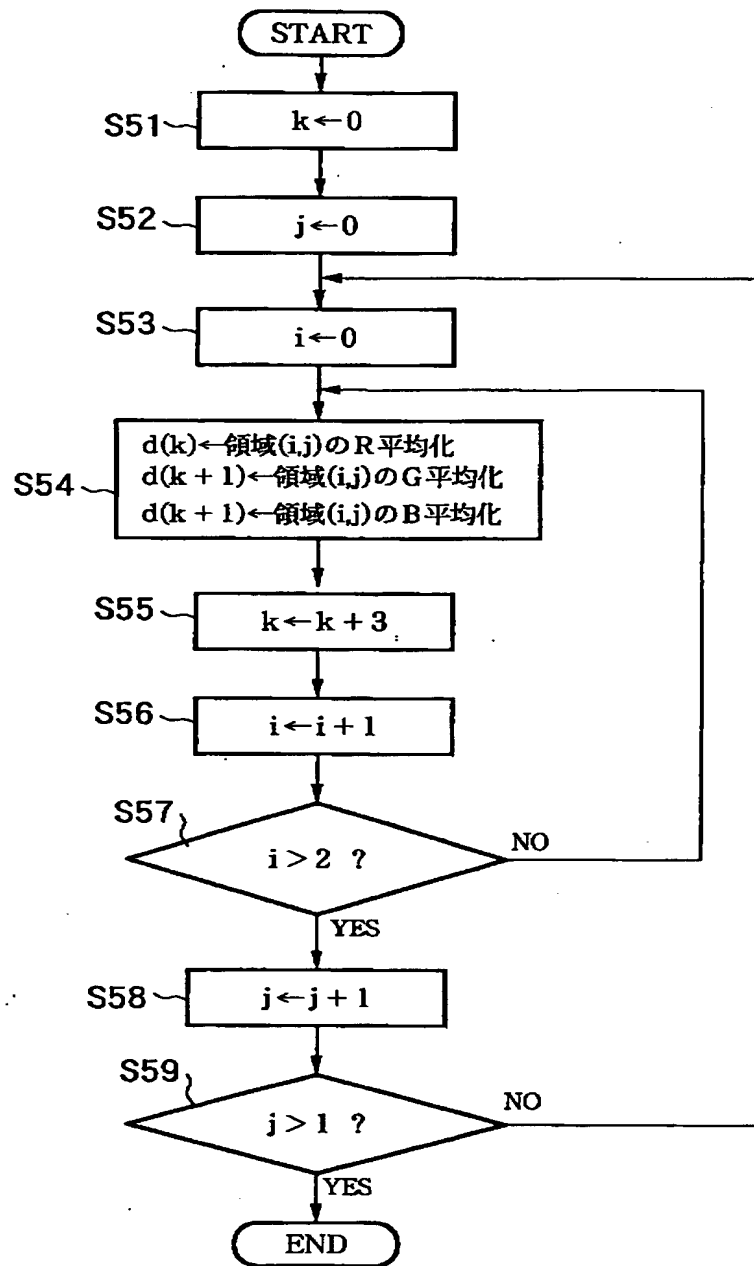 START
S51
k←0
S52
j←0
S53
i←0
S54
d(k)←領域(i,j)のR平均化
d(k+1)←領域(i,j)のG平均化
d(k+1)←領域(i,j)のB平均化
S55
k←k+3
S56
i←i+1
S57
i>2 ?
NO
YES
S58
j←j+1
S59
j>1 ?
NO
YES
END